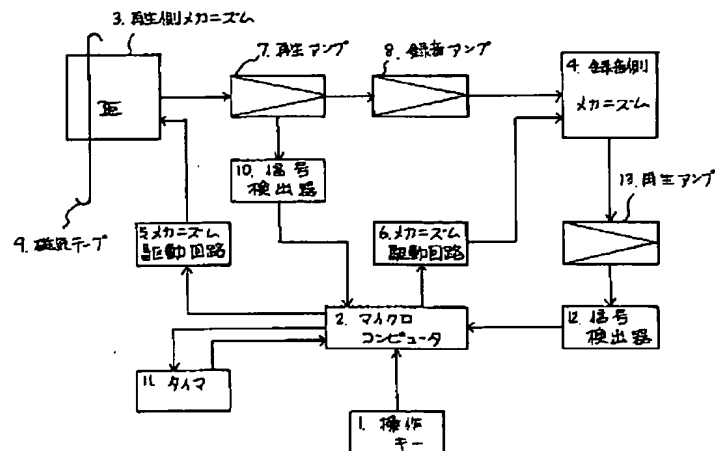 3. 再生側メカニズム
7. 再生アンプ
8. 録音アンプ
4. 録音側
メカニズム
10. 信号
検出器
13. 再生アンプ
9. 磁気テープ
5. メカニズム
駆動回路
6. メカニズム
駆動回路
2. マイクロ
コンピュータ
12. 信号
検出器
11. タイマ
1. 操作
キー